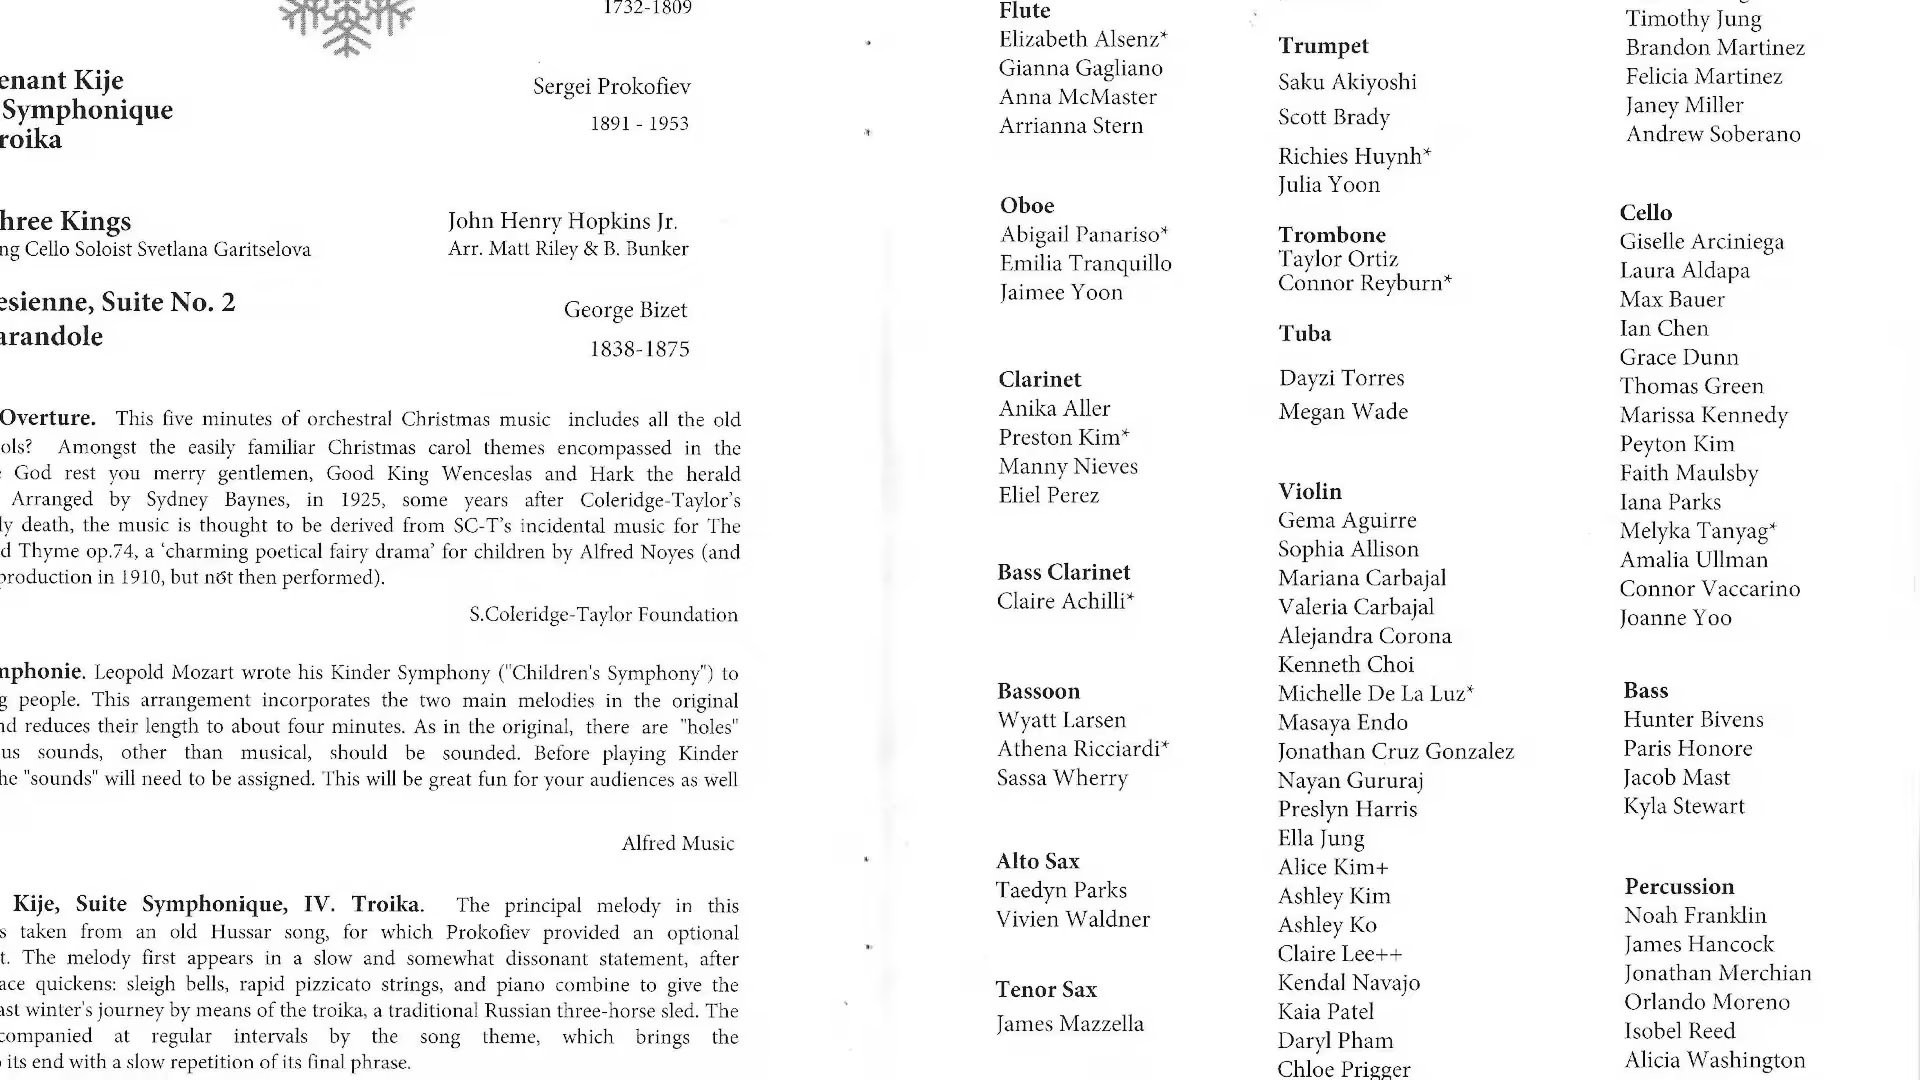 1732-1809
enant Kije
Sergei Prokofiev
Symphonique
1891 - 1953
roika
hree Kings
John Henry Hopkins Jr.
ng Cello Soloist Svetlana Garitselova
Arr. Matt Riley & B. Bunker
esienne, Suite No. 2
George Bizet
arandole
1838-1875
Overture. This five minutes of orchestral Christmas music includes all the old
ols? Amongst the easily familiar Christmas carol themes encompassed in the
: God rest you merry gentlemen, Good King Wenceslas and Hark the herald
Arranged by Sydney Baynes, in 1925, some years after Coleridge-Taylor's
ly death, the music is thought to be derived from SC-T's incidental music for The
d Thyme op.74, a ‘charming poetical fairy drama’ for children by Alfred Noyes (and
production in 1910, but not then performed).
S.Coleridge-Taylor Foundation
mphonie. Leopold Mozart wrote his Kinder Symphony ("Children's Symphony") to
g people. This arrangement incorporates the two main melodies in the original
nd reduces their length to about four minutes. As in the original, there are "holes"
us sounds, other than musical, should be sounded. Before playing Kinder
he "sounds" will need to be assigned. This will be great fun for your audiences as well
Alfred Music
Kije, Suite Symphonique, IV. Troika. The principal melody in this
s taken from an old Hussar song, for which Prokofiev provided an optional
t. The melody first appears in a slow and somewhat dissonant statement, after
ace quickens: sleigh bells, rapid pizzicato strings, and piano combine to give the
ast winter's journey by means of the troika, a traditional Russian three-horse sled. The
companied at regular intervals by the song theme, which brings the
its end with a slow repetition of its final phrase.
Flute
Elizabeth Alsenz*
Gianna Gagliano
Anna McMaster
Arrianna Stern
Oboe
Abigail Panariso*
Emilia Tranquillo
Jaimee Yoon
Clarinet
Anika Aller
Preston Kim*
Manny Nieves
Eliel Perez
Bass Clarinet
Claire Achilli*
Bassoon
Wyatt Larsen
Athena Ricciardi*
Sassa Wherry
Alto Sax
Taedyn Parks
Vivien Waldner
Tenor Sax
James Mazzella
Trumpet
Saku Akiyoshi
Scott Brady
Richies Huynh*
Julia Yoon
Trombone
Taylor Ortiz
Connor Reyburn*
Tuba
Dayzi Torres
Megan Wade
Violin
Gema Aguirre
Sophia Allison
Mariana Carbajal
Valeria Carbajal
Alejandra Corona
Kenneth Choi
Michelle De La Luz*
Masaya Endo
Jonathan Cruz Gonzalez
Nayan Gururaj
Preslyn Harris
Ella Jung
Alice Kim+
Ashley Kim
Ashley Ko
Claire Lee++
Kendal Navajo
Kaia Patel
Daryl Pham
Chloe Prigger
Timothy Jung
Brandon Martinez
Felicia Martinez
Janey Miller
Andrew Soberano
Cello
Giselle Arciniega
Laura Aldapa
Max Bauer
Ian Chen
Grace Dunn
Thomas Green
Marissa Kennedy
Peyton Kim
Faith Maulsby
Iana Parks
Melyka Tanyag*
Amalia Ullman
Connor Vaccarino
Joanne Yoo
Bass
Hunter Bivens
Paris Honore
Jacob Mast
Kyla Stewart
Percussion
Noah Franklin
James Hancock
Jonathan Merchian
Orlando Moreno
Isobel Reed
Alicia Washington